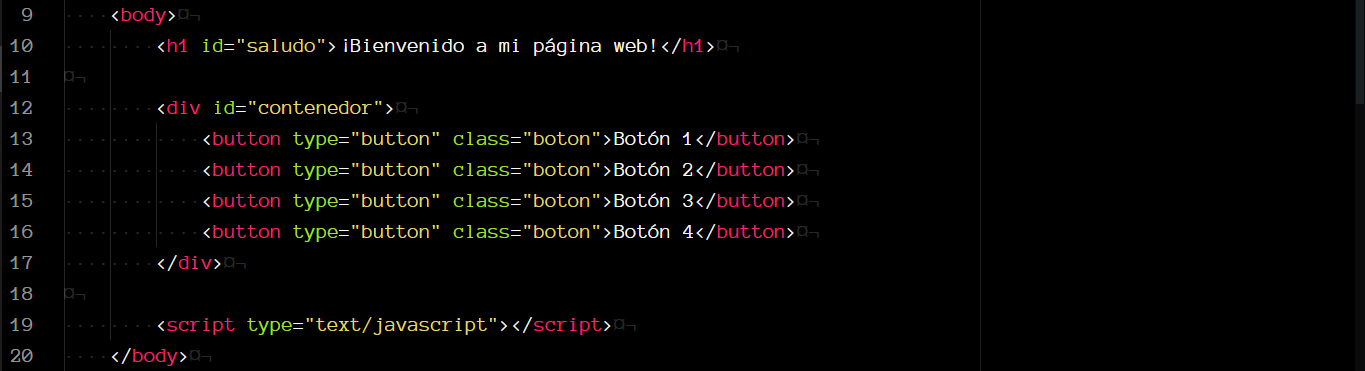 9 <body>
10 <h1 id="saludo">¡Bienvenido a mi página web!</h1>
11
12 <div id="contenedor">
13 <button type="button" class="boton">Botón 1</button>
14 <button type="button" class="boton">Botón 2</button>
15 <button type="button" class="boton">Botón 3</button>
16 <button type="button" class="boton">Botón 4</button>
17 </div>
18
19 <script type="text/javascript"></script>
20 </body>